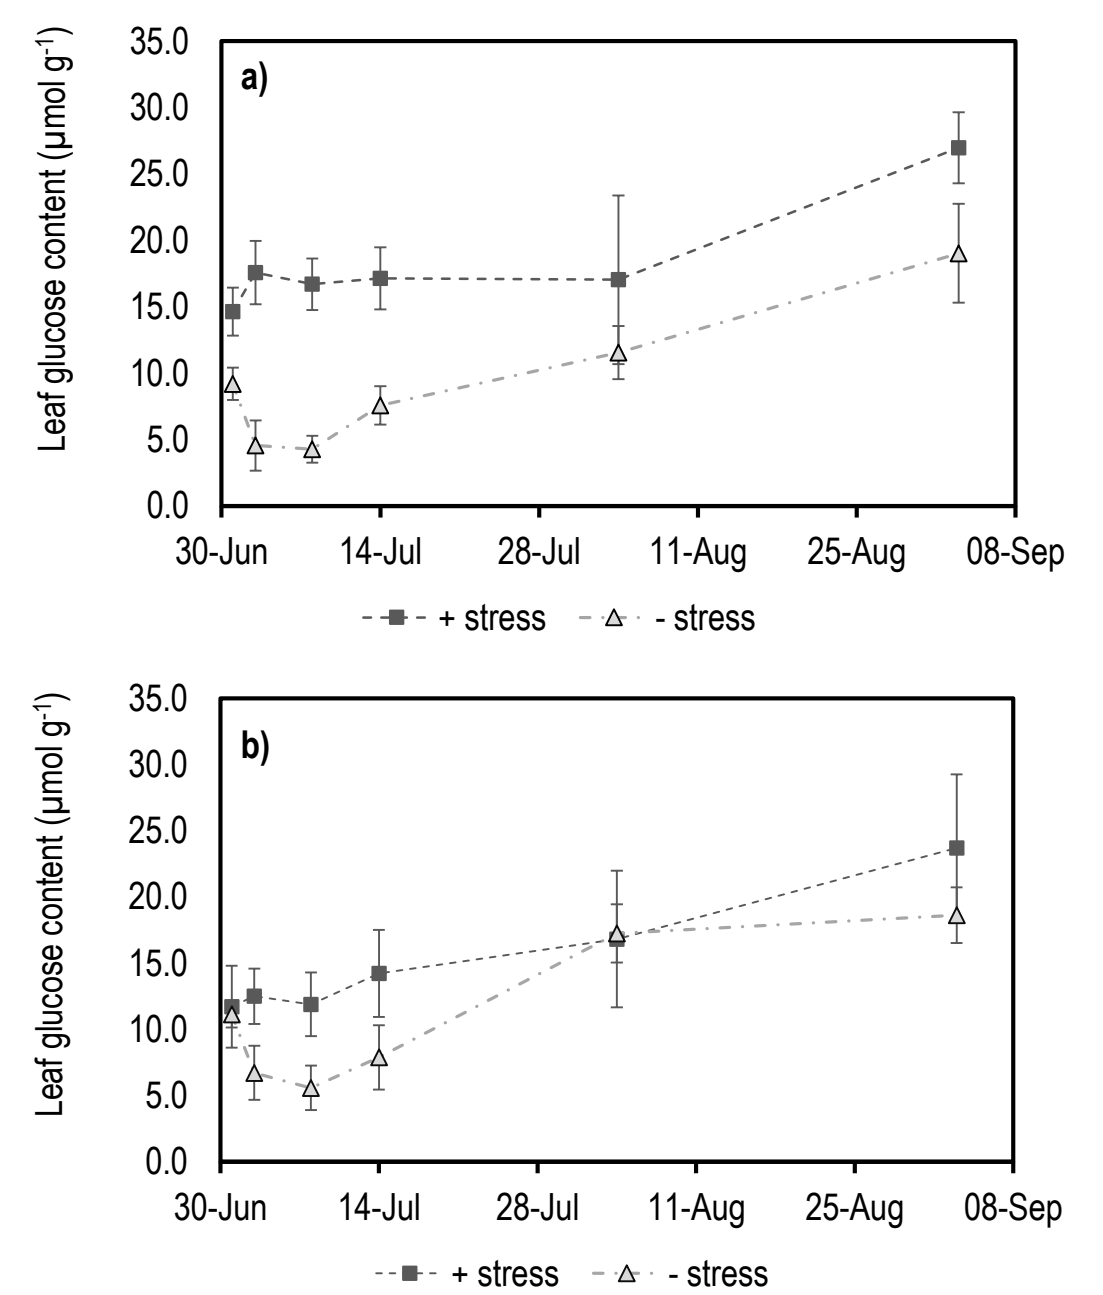 Leaf glucose content (µmol g⁻¹)
35.0
30.0
25.0
20.0
15.0
10.0
5.0
0.0
a)
30-Jun 14-Jul 28-Jul 11-Aug 25-Aug 08-Sep
+ stress - stress
Leaf glucose content (µmol g⁻¹)
35.0
30.0
25.0
20.0
15.0
10.0
5.0
0.0
b)
30-Jun 14-Jul 28-Jul 11-Aug 25-Aug 08-Sep
+ stress - stress